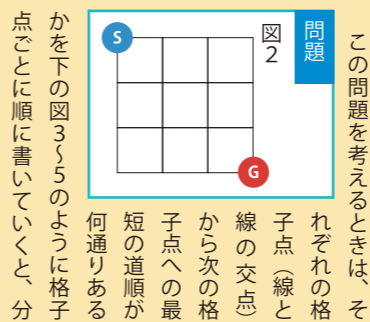 この問題を考えるときは、そ
れぞれの格
子点（線と
線の交点）
から次の格
子点への最
短の道順が
何通りある
かを下の図3〜5のように格子
点ごとに順に書いていくと、分
問題
図2
S
G